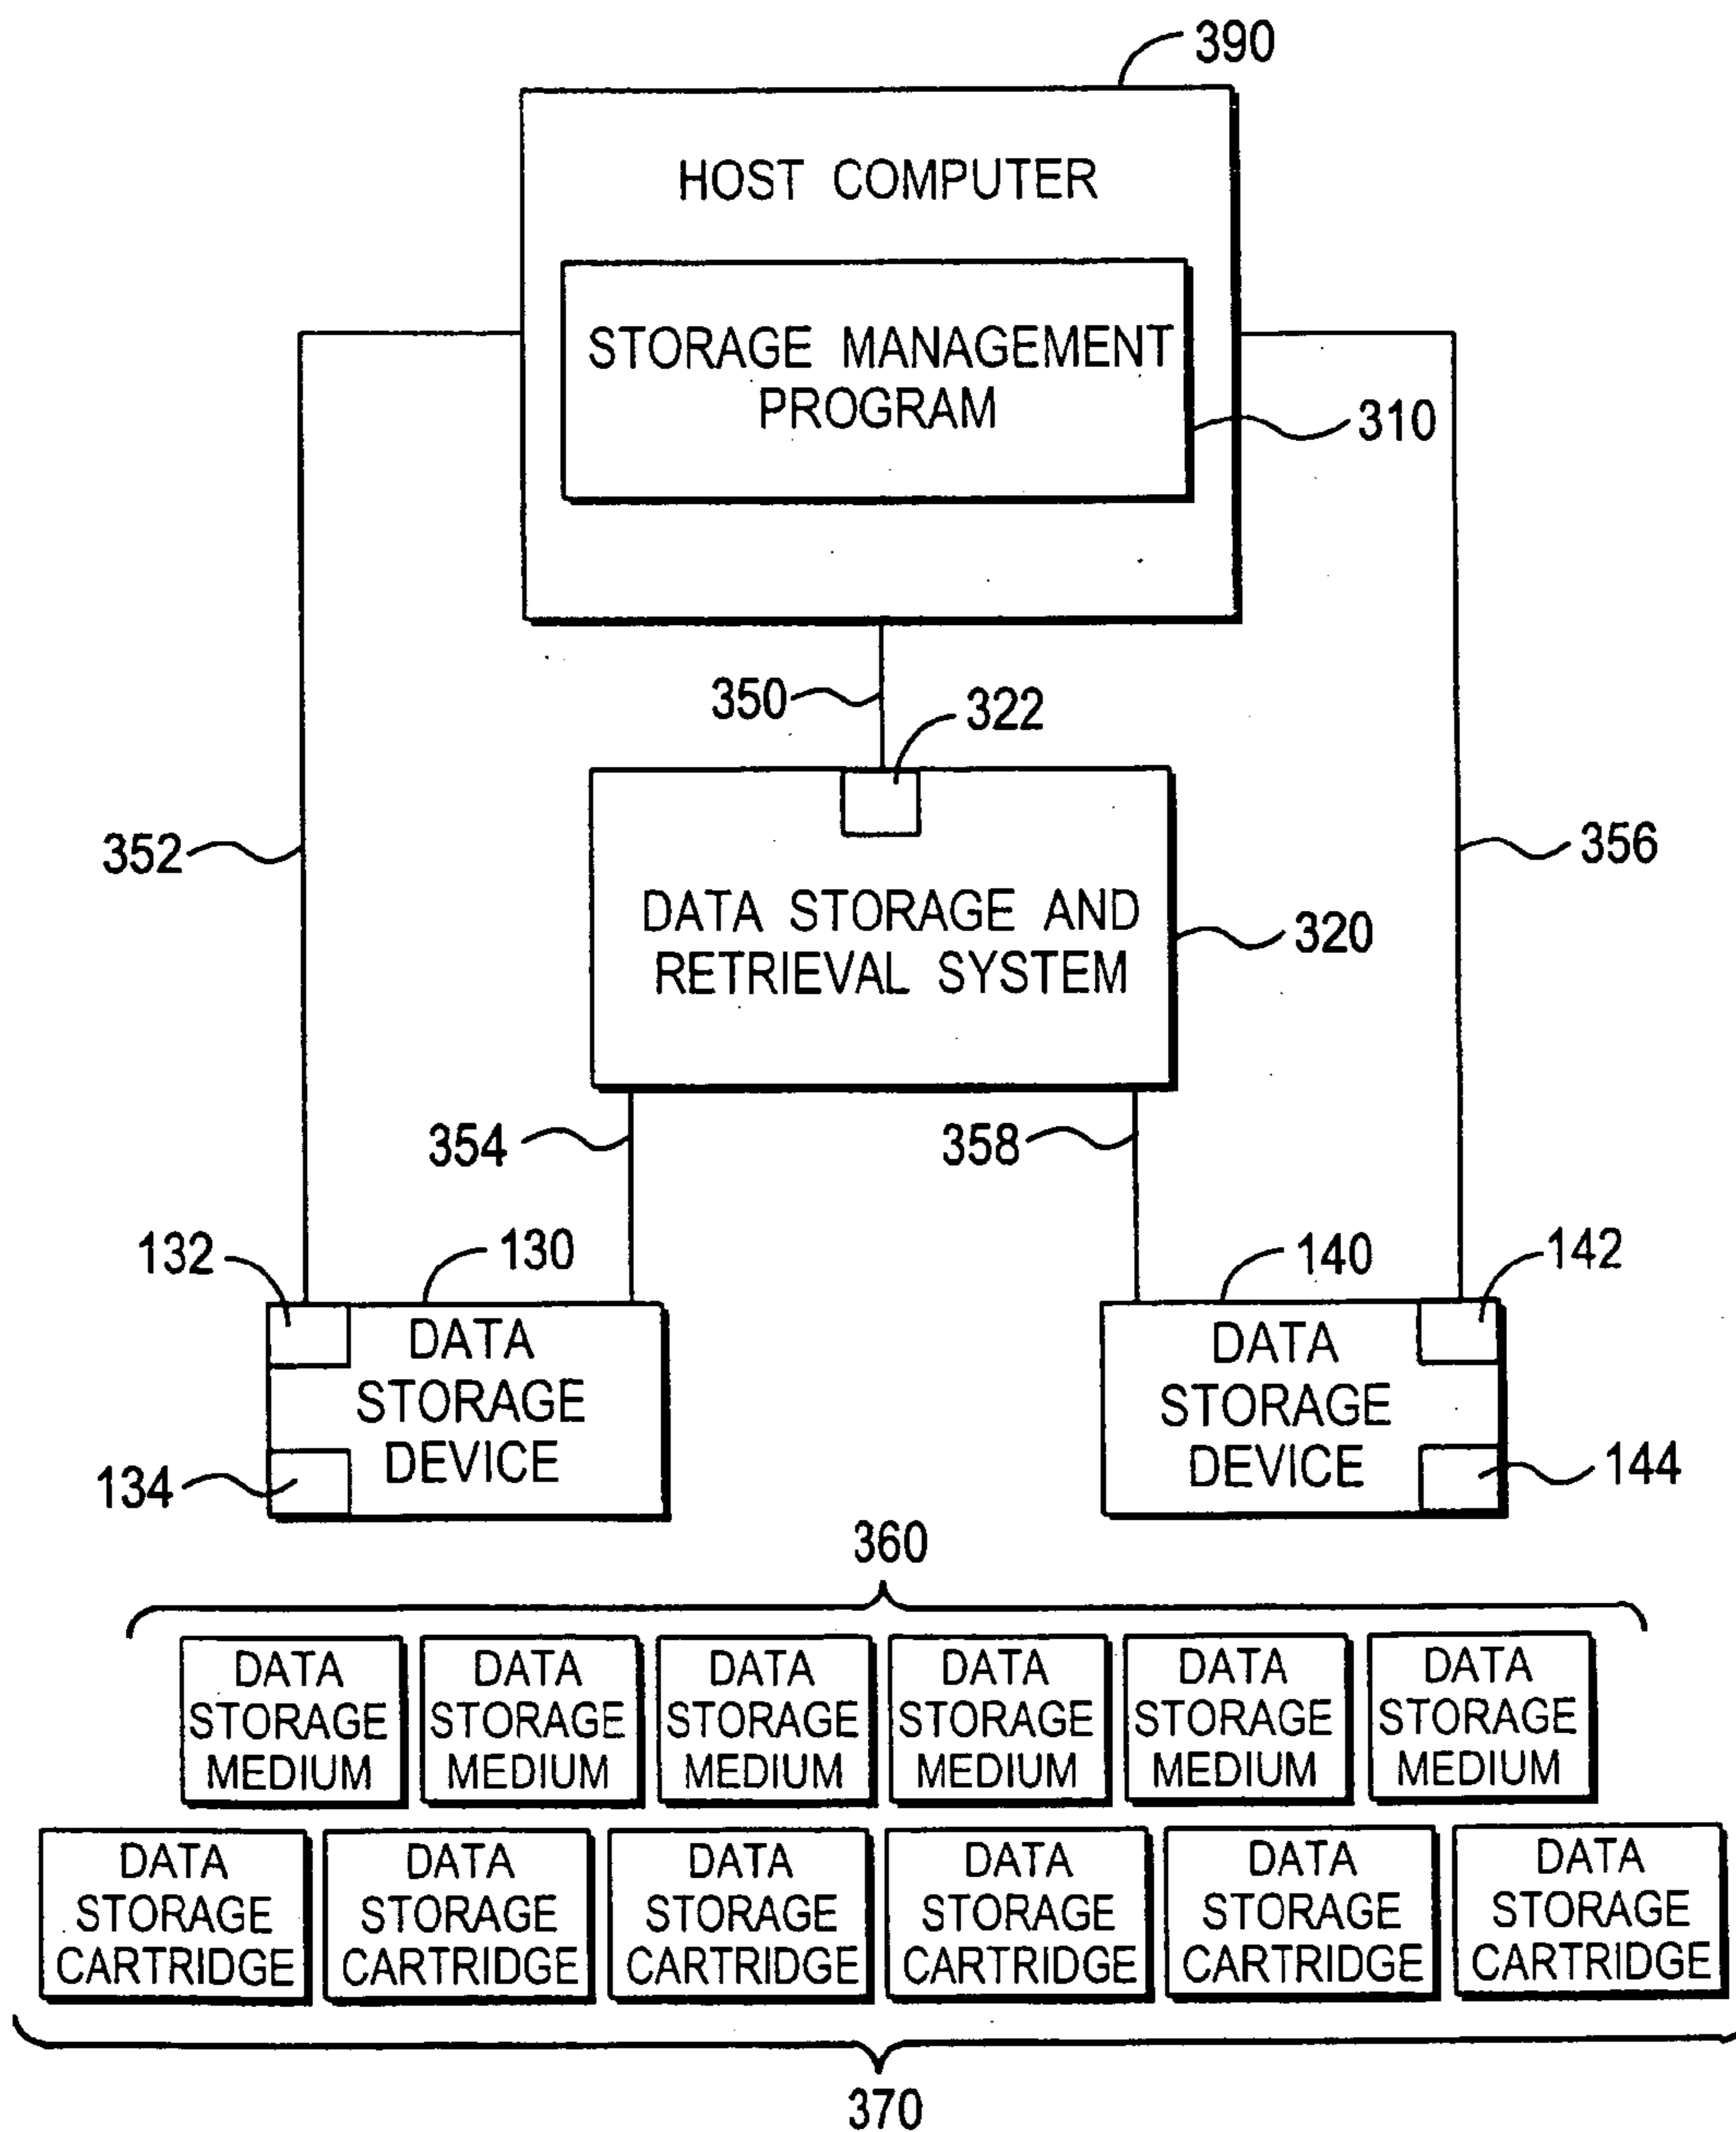 390
HOST COMPUTER
STORAGE MANAGEMENT
PROGRAM
310
350
322
352
356
DATA STORAGE AND
RETRIEVAL SYSTEM
320
354
358
132
130
140
142
DATA
STORAGE
DEVICE
DATA
STORAGE
DEVICE
134
144
360
DATA
STORAGE
MEDIUM
DATA
STORAGE
MEDIUM
DATA
STORAGE
MEDIUM
DATA
STORAGE
MEDIUM
DATA
STORAGE
MEDIUM
DATA
STORAGE
MEDIUM
DATA
STORAGE
CARTRIDGE
DATA
STORAGE
CARTRIDGE
DATA
STORAGE
CARTRIDGE
DATA
STORAGE
CARTRIDGE
DATA
STORAGE
CARTRIDGE
DATA
STORAGE
CARTRIDGE
370